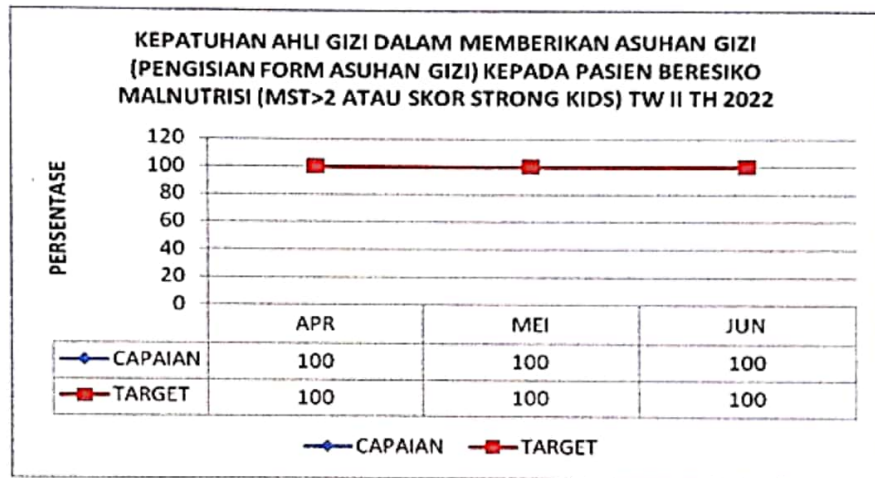 KEPATUHAN AHLI GIZI DALAM MEMBERIKAN ASUHAN GIZI
(PENGISIAN FORM ASUHAN GIZI) KEPADA PASIEN BERESIKO
MALNUTRISI (MST>2 ATAU SKOR STRONG KIDS) TW II TH 2022
PERSENTASE
120
100
80
60
40
20
0
APR MEI JUN
CAPAIAN 100 100 100
TARGET 100 100 100
CAPAIAN TARGET